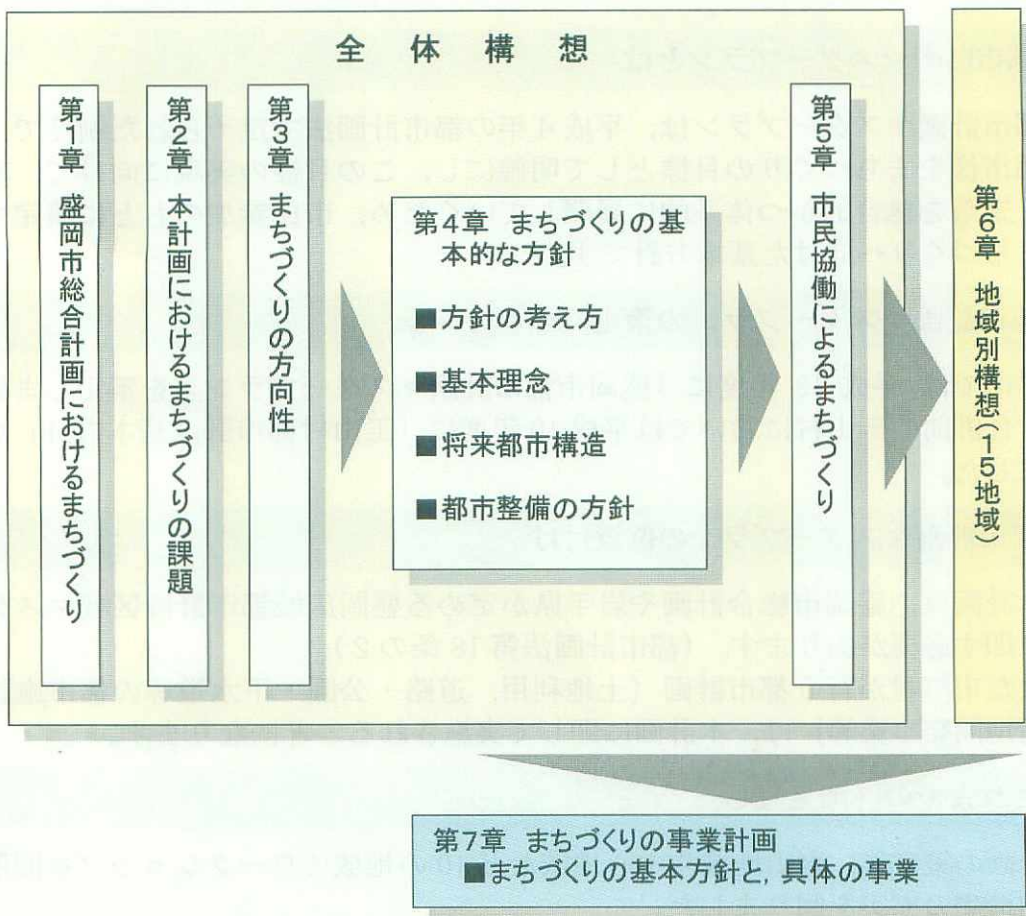 全体構想
第1章 盛岡市総合計画におけるまちづくり
第2章 本計画におけるまちづくりの課題
第3章 まちづくりの方向性
第4章 まちづくりの基
本的な方針
■方針の考え方
■基本理念
■将来都市構造
■都市整備の方針
第5章 市民協働によるまちづくり
第6章 地域別構想（15地域）
第7章 まちづくりの事業計画
■まちづくりの基本方針と，具体の事業